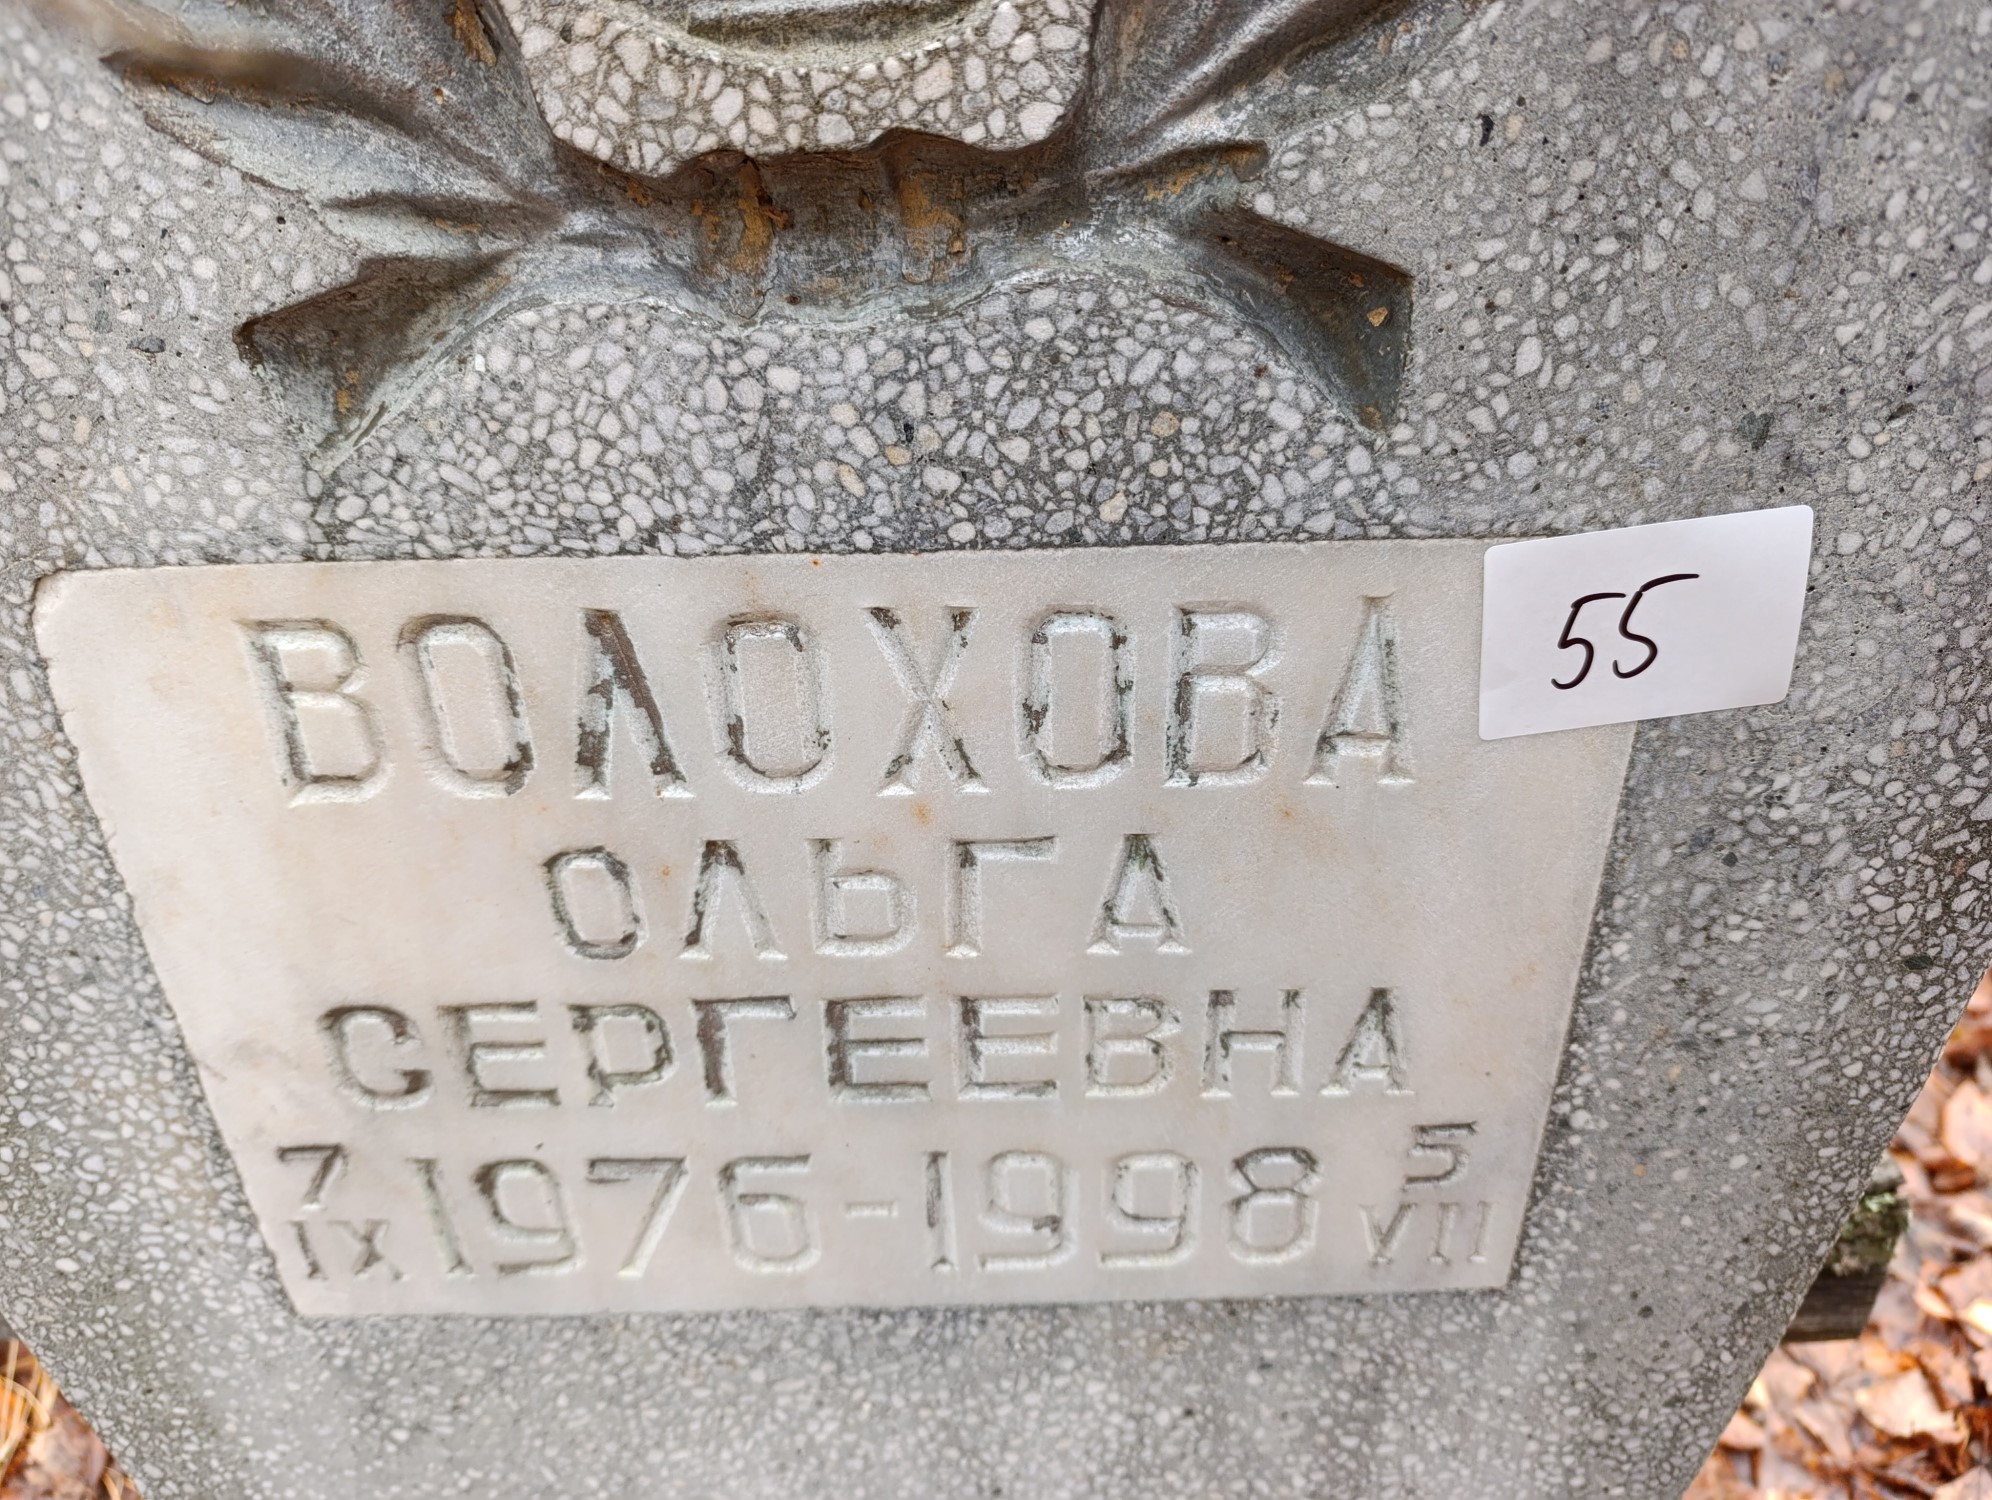 ВОЛОХОВА
55
ОЛЬГА
СЕРГЕЕВНА
7 IX 1976-1998 5 VII